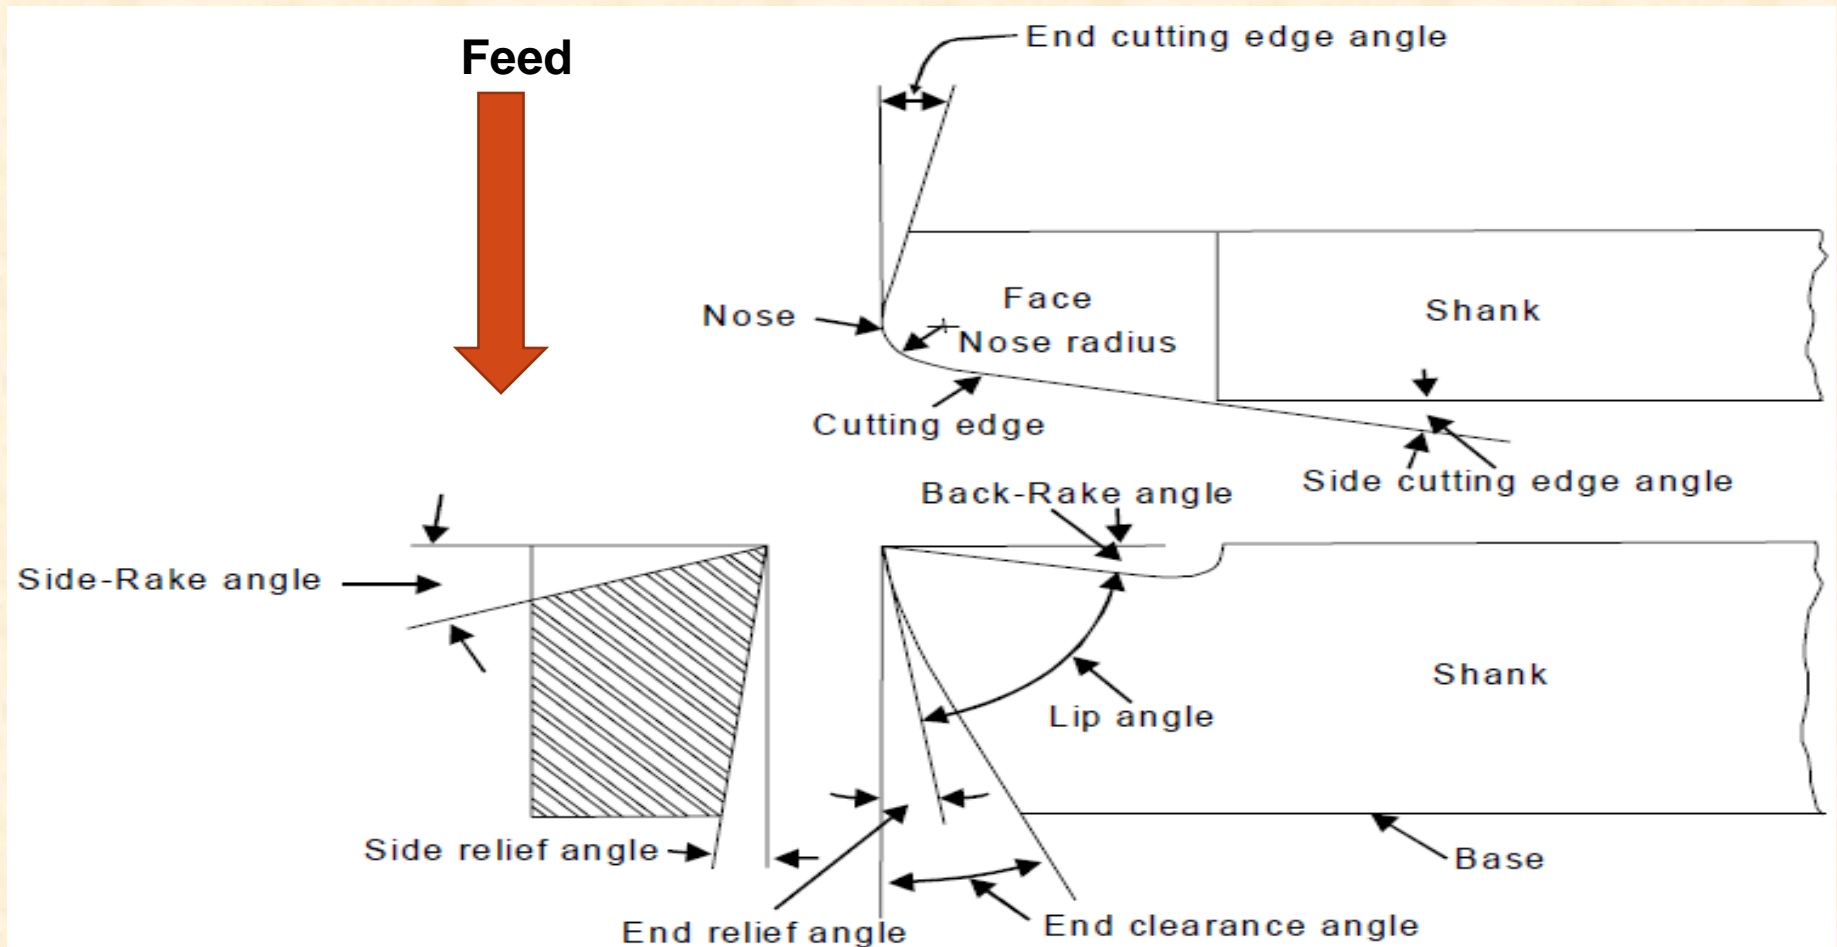 Feed
End cutting edge angle
Face
Shank
Nose
Nose radius
Cutting edge
Side cutting edge angle
Back-Rake angle
Side-Rake angle
Shank
Lip angle
Side relief angle
Base
End relief angle
End clearance angle